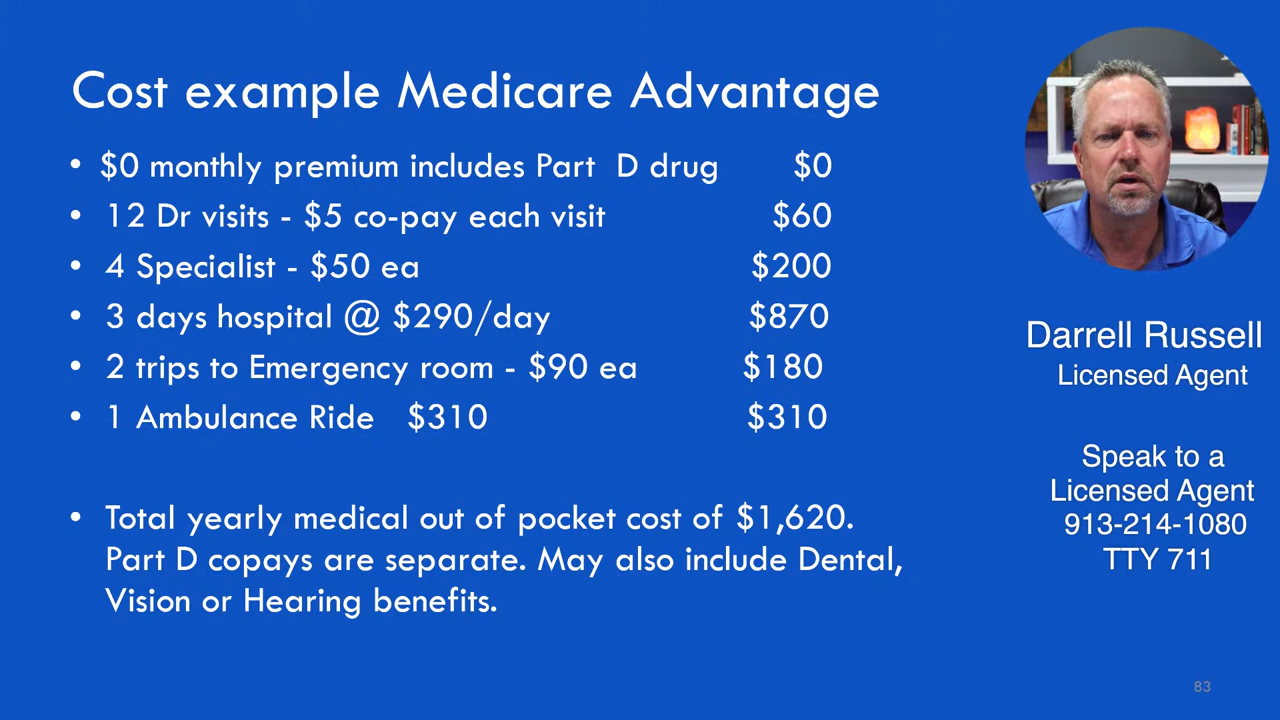 Cost example Medicare Advantage
• $0 monthly premium includes Part D drug $0
• 12 Dr visits - $5 co-pay each visit $60
• 4 Specialist - $50 ea $200
• 3 days hospital @ $290/day $870
• 2 trips to Emergency room - $90 ea $180
• 1 Ambulance Ride $310 $310
• Total yearly medical out of pocket cost of $1,620.
Part D copays are separate. May also include Dental,
Vision or Hearing benefits.
Darrell Russell
Licensed Agent
Speak to a
Licensed Agent
913-214-1080
TTY 711
83